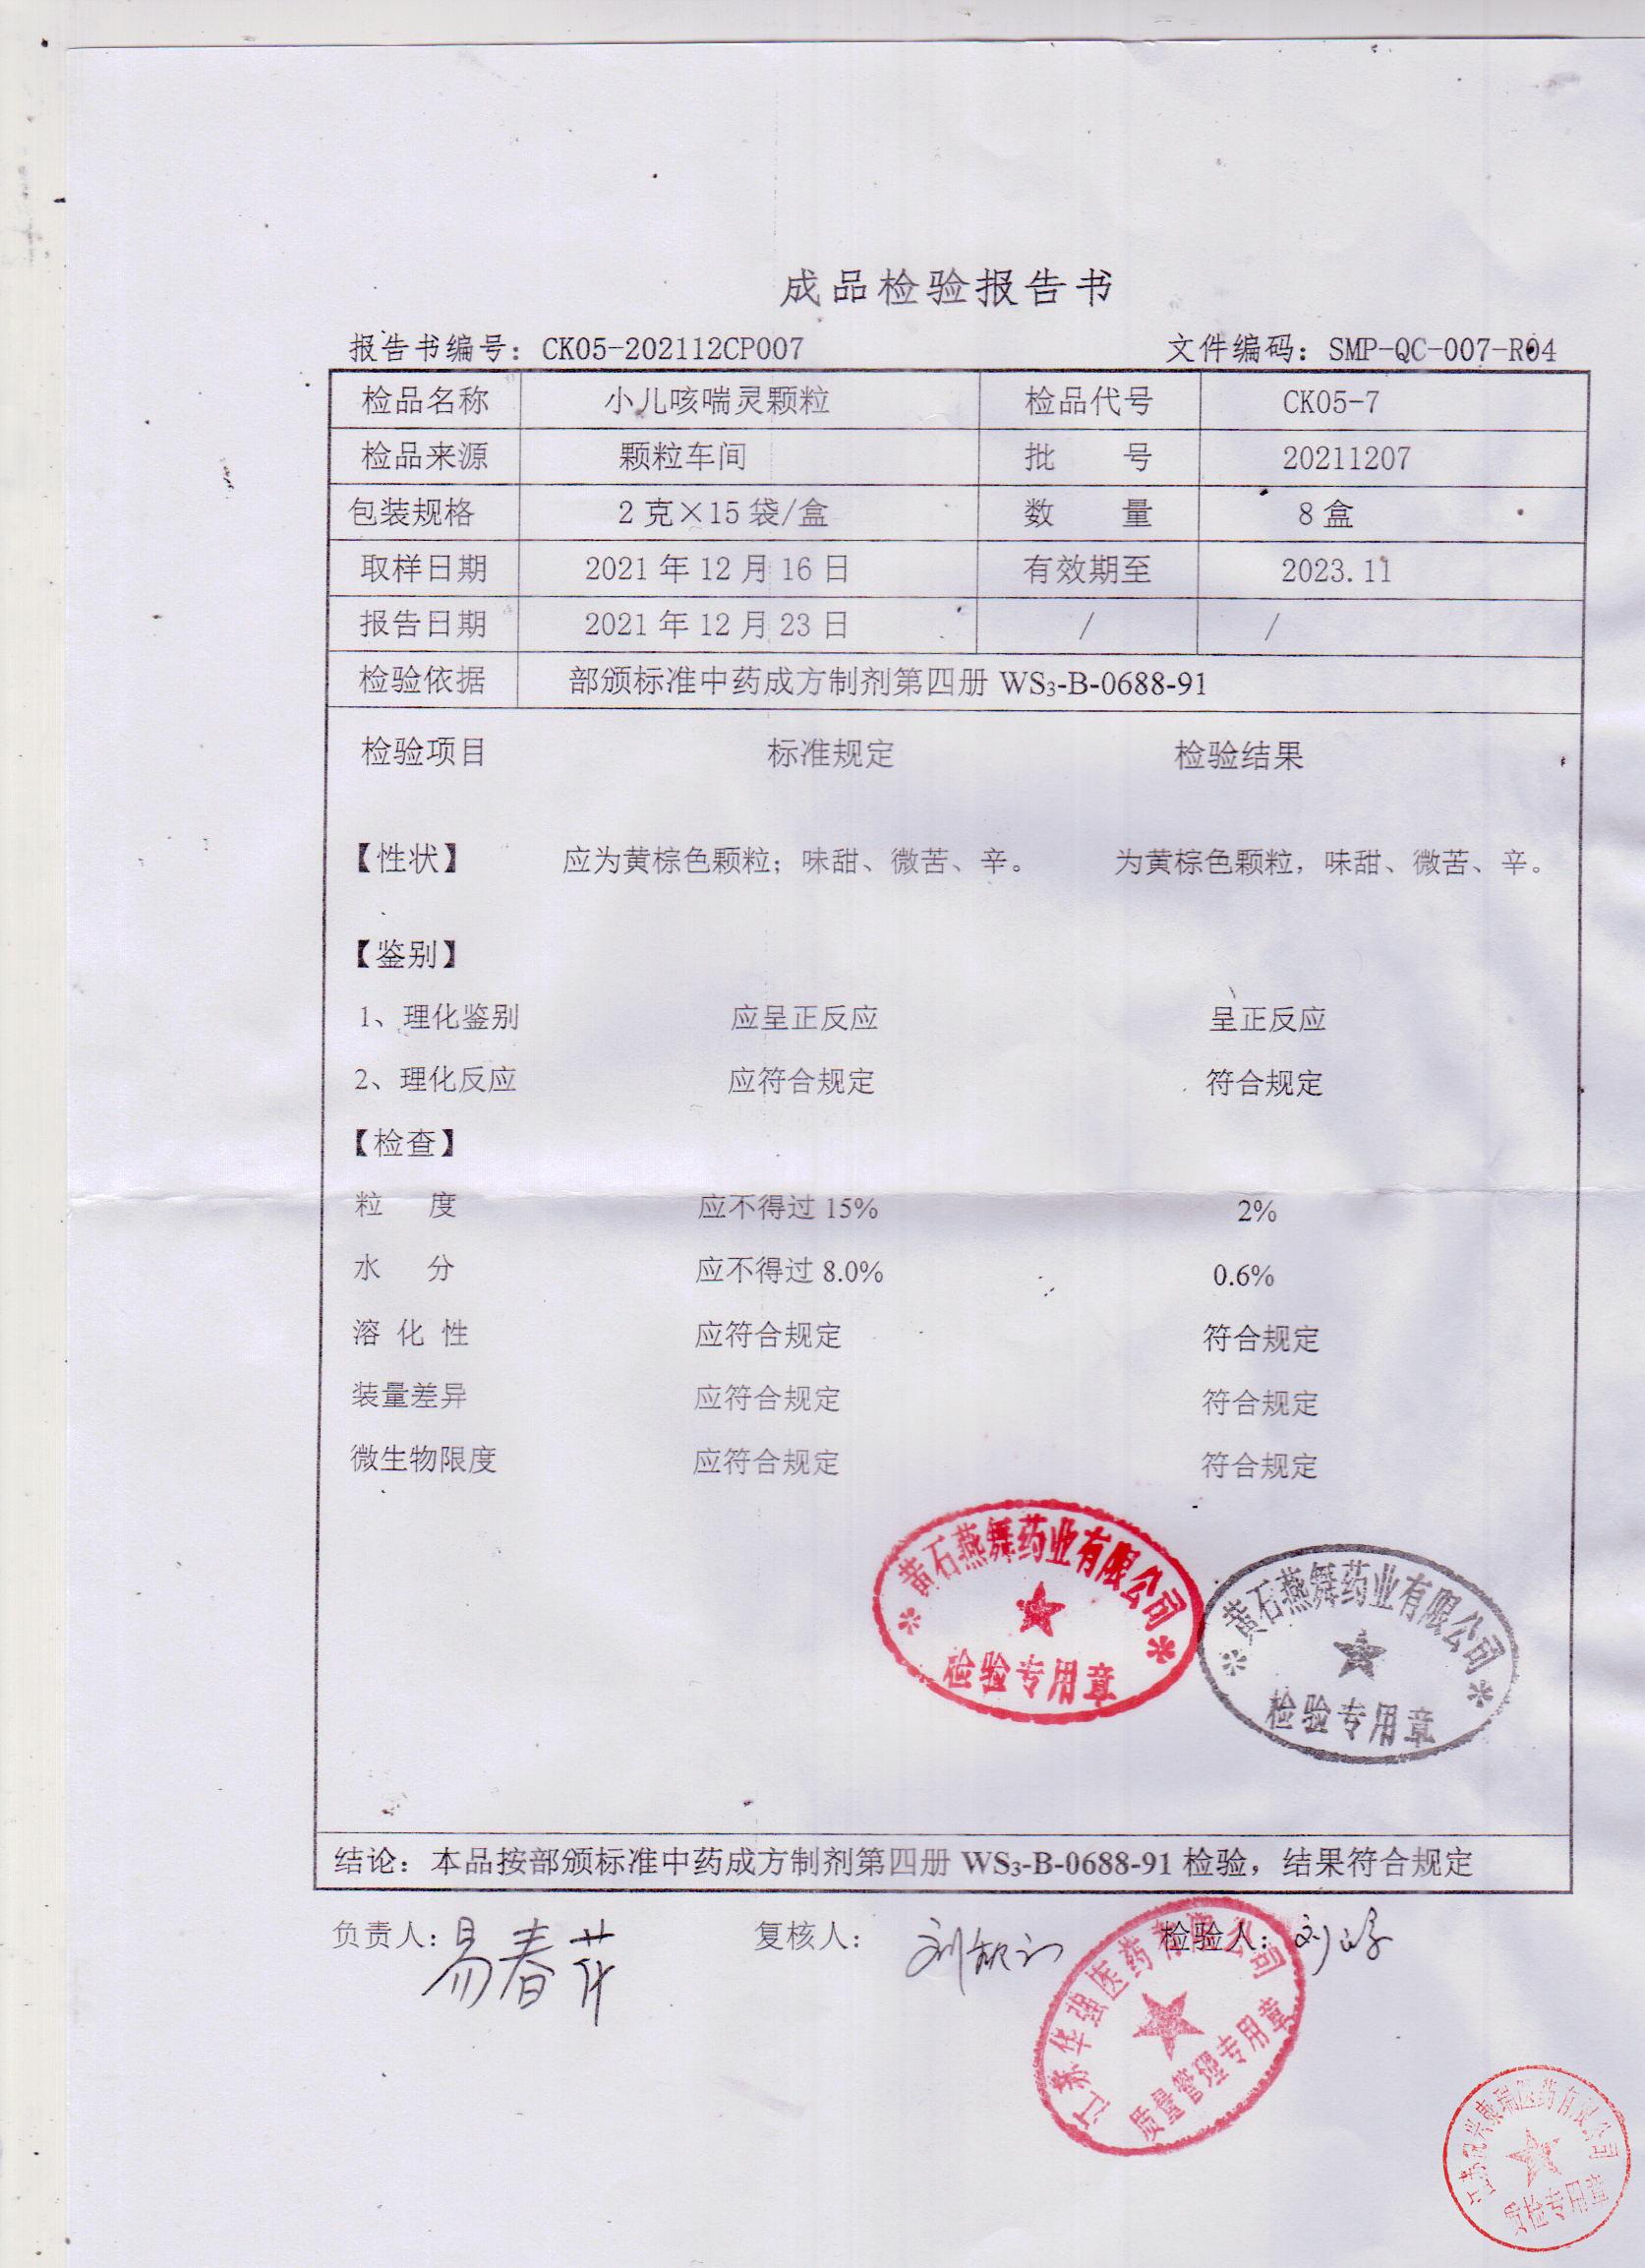 成品检验报告书
报告书编号：CK05-202112CP007 文件编码：SMP-QC-007-R04
检品名称 小儿咳喘灵颗粒 检品代号 CK05-7
检品来源 颗粒车间 批 号 20211207
包装规格 2克×15袋/盒 数 量 8盒
取样日期 2021年12月16日 有效期至 2023.11
报告日期 2021年12月23日 / /
检验依据 部颁标准中药成方制剂第四册 WS₃-B-0688-91
检验项目 标准规定 检验结果
【性状】 应为黄棕色颗粒；味甜、微苦、辛。 为黄棕色颗粒，味甜、微苦、辛。
【鉴别】
1、理化鉴别 应呈正反应 呈正反应
2、理化反应 应符合规定 符合规定
【检查】
粒 度 应不得过 15% 2%
水 分 应不得过 8.0% 0.6%
溶 化 性 应符合规定 符合规定
装量差异 应符合规定 符合规定
微生物限度 应符合规定 符合规定
黄石燕舞药业有限公司
检验专用章
黄石燕舞药业有限公司
检验专用章
结论：本品按部颁标准中药成方制剂第四册 WS₃-B-0688-91 检验，结果符合规定
负责人：易春芹 复核人： 检验人：
江苏华强医药有限公司
质量管理专用章
医药有限公司
专用章